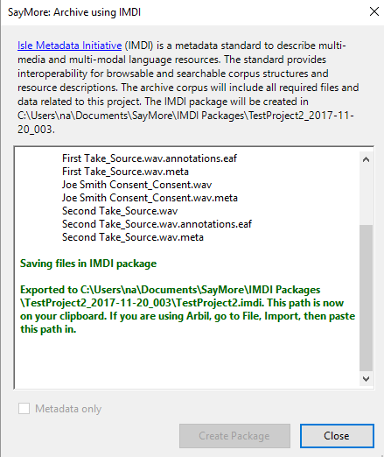 SayMore: Archive using IMDI
Isle Metadata Initiative (IMDI) is a metadata standard to describe multi-
media and multi-modal language resources. The standard provides
interoperability for browsable and searchable corpus structures and
resource descriptions. The archive corpus will include all required files and
data related to this project. The IMDI package will be created in
C:\Users\na\Documents\SayMore\IMDI Packages\TestProject2_2017-11-
20_003.
First Take_Source.wav.annotations.eaf
First Take_Source.wav.meta
Joe Smith Consent_Consent.wav
Joe Smith Consent_Consent.wav.meta
Second Take_Source.wav
Second Take_Source.wav.annotations.eaf
Second Take_Source.wav.meta
Saving files in IMDI package
Exported to C:\Users\na\Documents\SayMore\IMDI Packages
\TestProject2_2017-11-20_003\TestProject2.imdi. This path is now
on your clipboard. If you are using Arbil, go to File, Import, then paste
this path in.
Metadata only
Create Package
Close